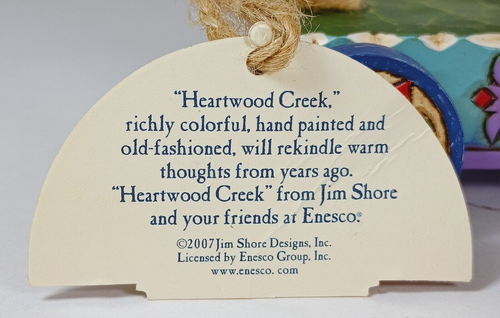 “Heartwood Creek,”
richly colorful, hand painted and
old-fashioned, will rekindle warm
thoughts from years ago.
“Heartwood Creek” from Jim Shore
and your friends at Enesco.®
©2007 Jim Shore Designs, Inc.
Licensed by Enesco Group, Inc.
www.enesco. com